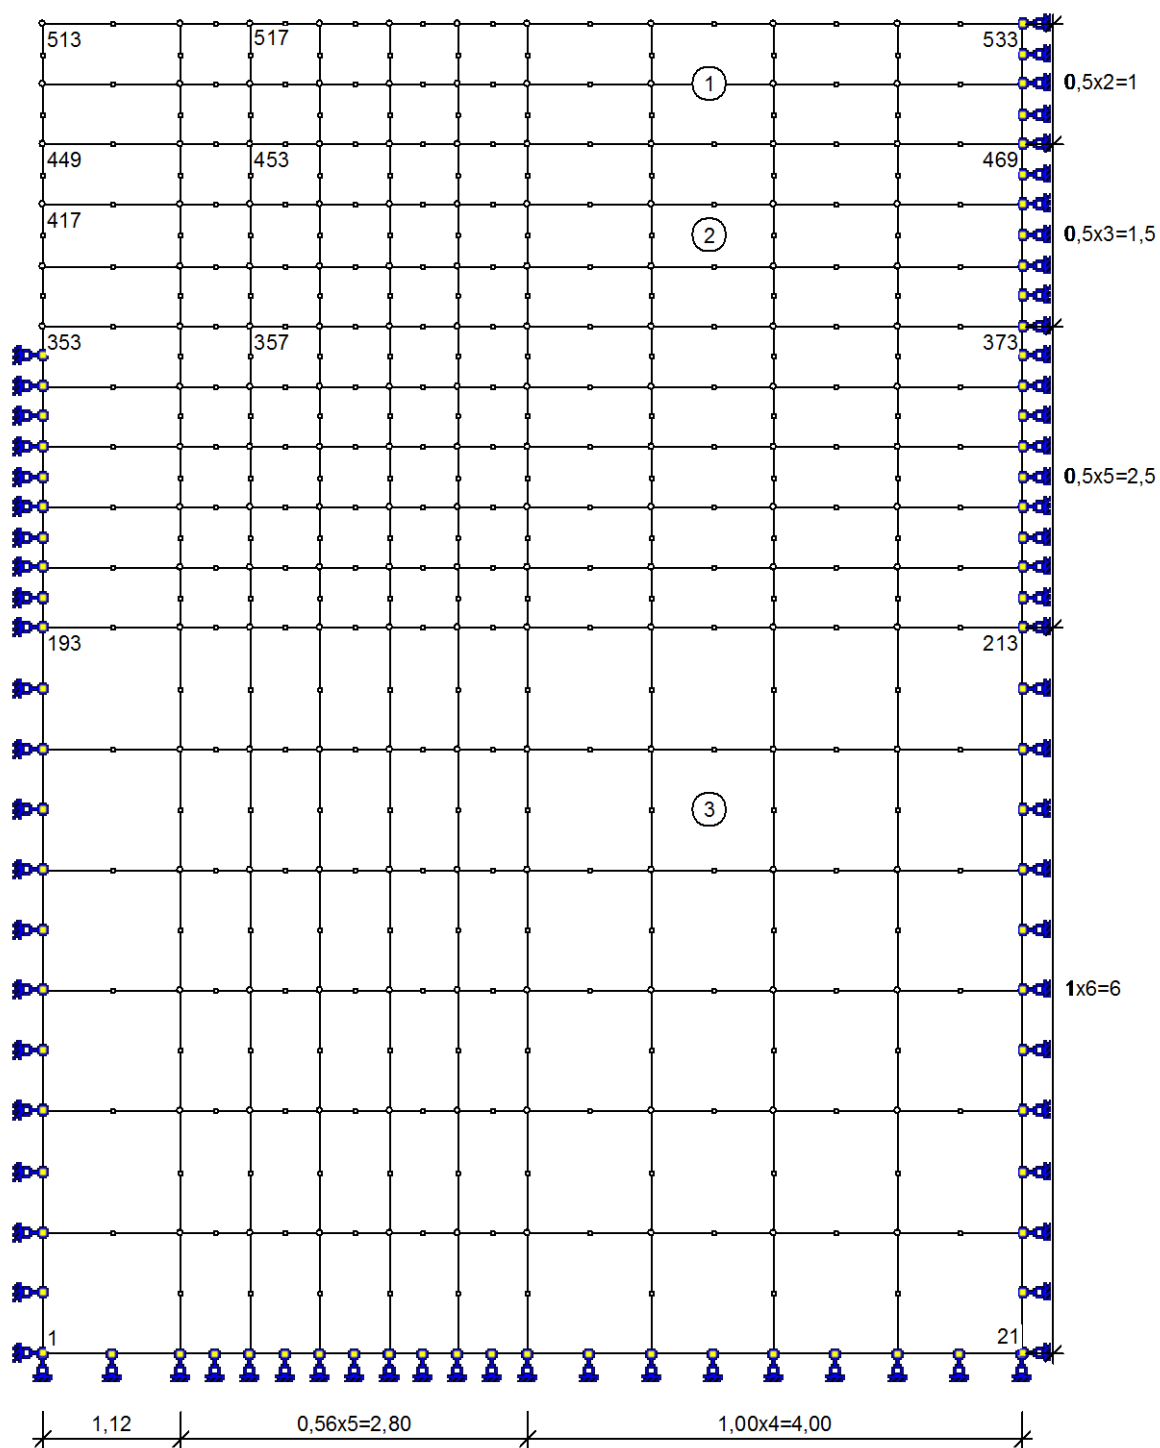 513 517 533
1 0,5x2=1
449 453 469
417 2 0,5x3=1,5
353 357 373
0,5x5=2,5
193 213
3
1x6=6
1 21
1,12 0,56x5=2,80 1,00x4=4,00